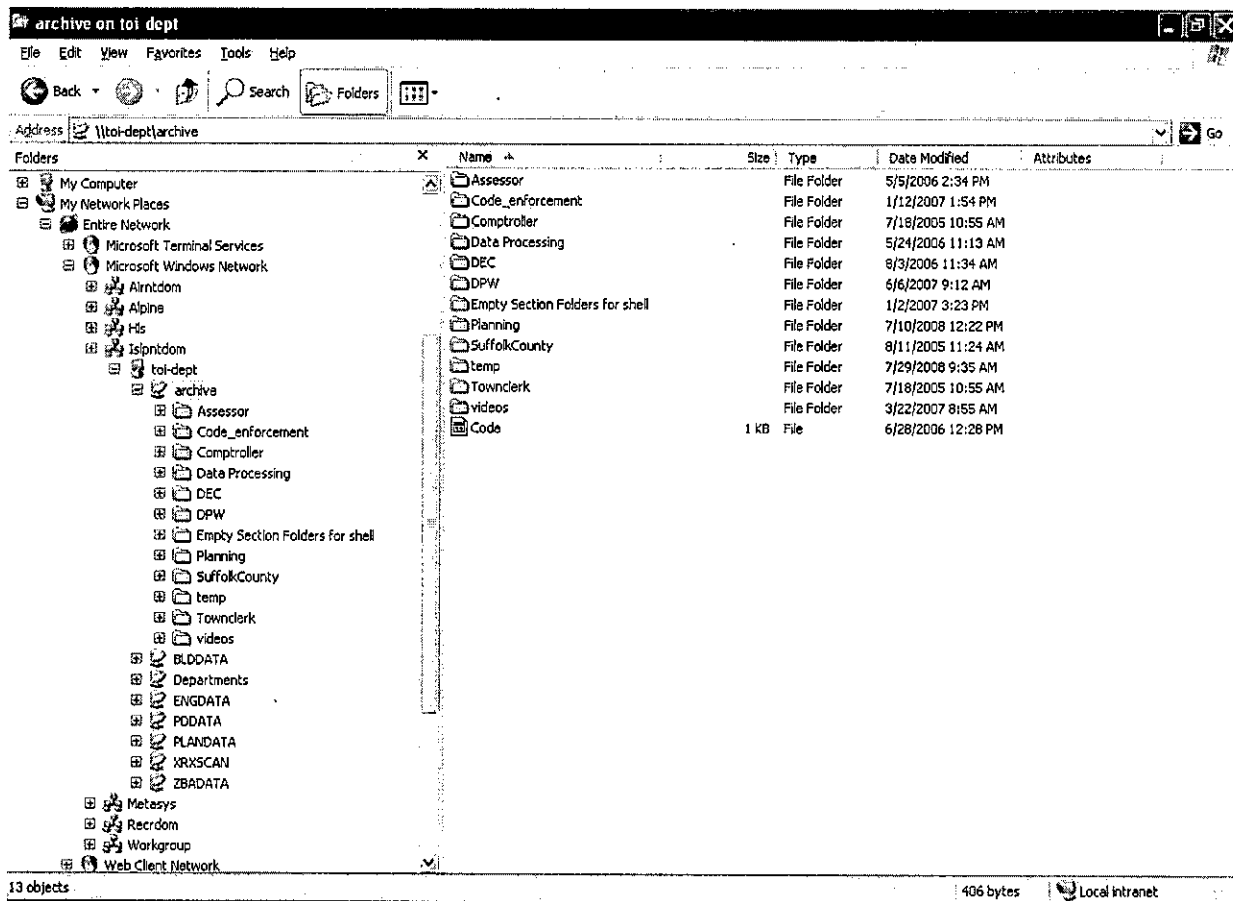 archive on toi dept
File Edit View Favorites Tools Help
Back Search Folders
Address \\toi-dept\archive Go
Folders
My Computer
My Network Places
Entire Network
Microsoft Terminal Services
Microsoft Windows Network
Airntdom
Alpine
His
Islpntdom
toi-dept
archive
Assessor
Code_enforcement
Comptroller
Data Processing
DEC
DPW
Empty Section Folders for shell
Planning
SuffolkCounty
temp
Townclerk
videos
BLDDATA
Departments
ENGDATA
PDDATA
PLANDATA
XRXSCAN
ZBADATA
Metasys
Recrdom
Workgroup
Web Client Network
Name Size Type Date Modified Attributes
Assessor File Folder 5/5/2006 2:34 PM
Code_enforcement File Folder 1/12/2007 1:54 PM
Comptroller File Folder 7/18/2005 10:55 AM
Data Processing File Folder 5/24/2006 11:13 AM
DEC File Folder 8/3/2006 11:34 AM
DPW File Folder 6/6/2007 9:12 AM
Empty Section Folders for shell File Folder 1/2/2007 3:23 PM
Planning File Folder 7/10/2008 12:22 PM
SuffolkCounty File Folder 8/11/2005 11:24 AM
temp File Folder 7/29/2008 9:35 AM
Townclerk File Folder 7/18/2005 10:55 AM
videos File Folder 3/22/2007 8:55 AM
Code 1 KB File 6/28/2006 12:28 PM
13 objects 406 bytes Local intranet